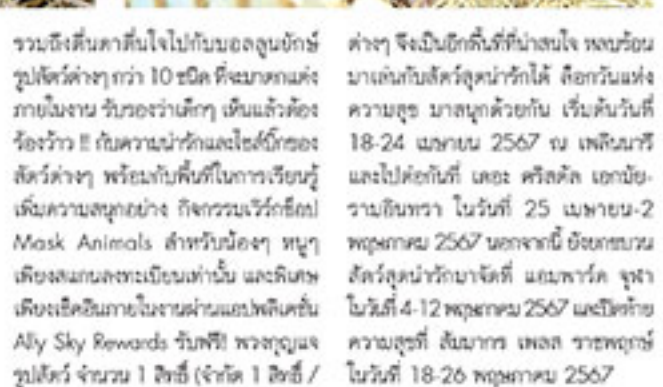 รวมถึงตื่นตาตื่นใจไปกับบอลลูนยักษ์
รูปสัตว์ต่างๆ กว่า 10 ชนิด ที่จะมาตกแต่ง
ภายในงาน รับรองว่าเด็กๆ เห็นแล้วต้อง
ร้องว้าว !! กับความน่ารักและไซส์บิ๊กของ
สัตว์ต่างๆ พร้อมกับพื้นที่ในการเรียนรู้
เพิ่มความสนุกอย่าง กิจกรรมเวิร์กช็อป
Mask Animals สำหรับน้องๆ หนูๆ
เพียงสแกนลงทะเบียนเท่านั้น และพิเศษ
เพียงเช็คอินภายในงานผ่านแอปพลิเคชั่น
Ally Sky Rewards รับฟรี! พวงกุญแจ
รูปสัตว์ จำนวน 1 สิทธิ์ (จำกัด 1 สิทธิ์ /
ต่างๆ จึงเป็นอีกพื้นที่ที่น่าสนใจ หลบร้อน
มาเล่นกับสัตว์สุดน่ารักได้ ลือกวันแห่ง
ความสุข มาสนุกด้วยกัน เริ่มต้นวันที่
18-24 เมษายน 2567 ณ เพลินนารี
และไปต่อกันที่ เดอะ คริสตัล เอกมัย-
รามอินทรา ในวันที่ 25 เมษายน-2
พฤษภาคม 2567 นอกจากนี้ ยังยกขบวน
สัตว์สุดน่ารักมาจัดที่ แอมพาร์ค จุฬา
ในวันที่ 4-12 พฤษภาคม 2567 และปิดท้าย
ความสุขที่ สัมมากร เพลส ราชพฤกษ์
ในวันที่ 18-26 พฤษภาคม 2567